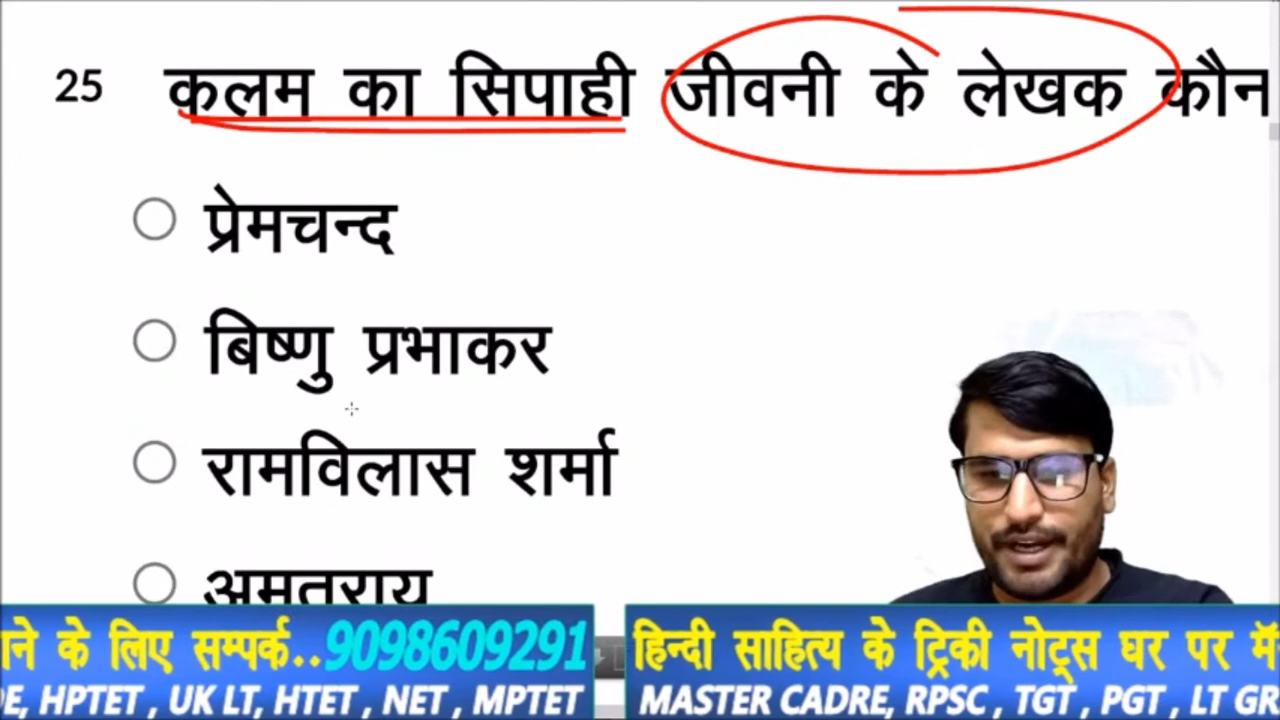 25 कलम का सिपाही जीवनी के लेखक कौन
प्रेमचन्द
बिष्णु प्रभाकर
रामविलास शर्मा
अमृतराय
ने के लिए सम्पर्क..9098609291
हिन्दी साहित्य के ट्रिकी नोट्स घर पर
HPTET , UK LT, HTET , NET , MPTET
MASTER CADRE, RPSC , TGT , PGT , LT GR